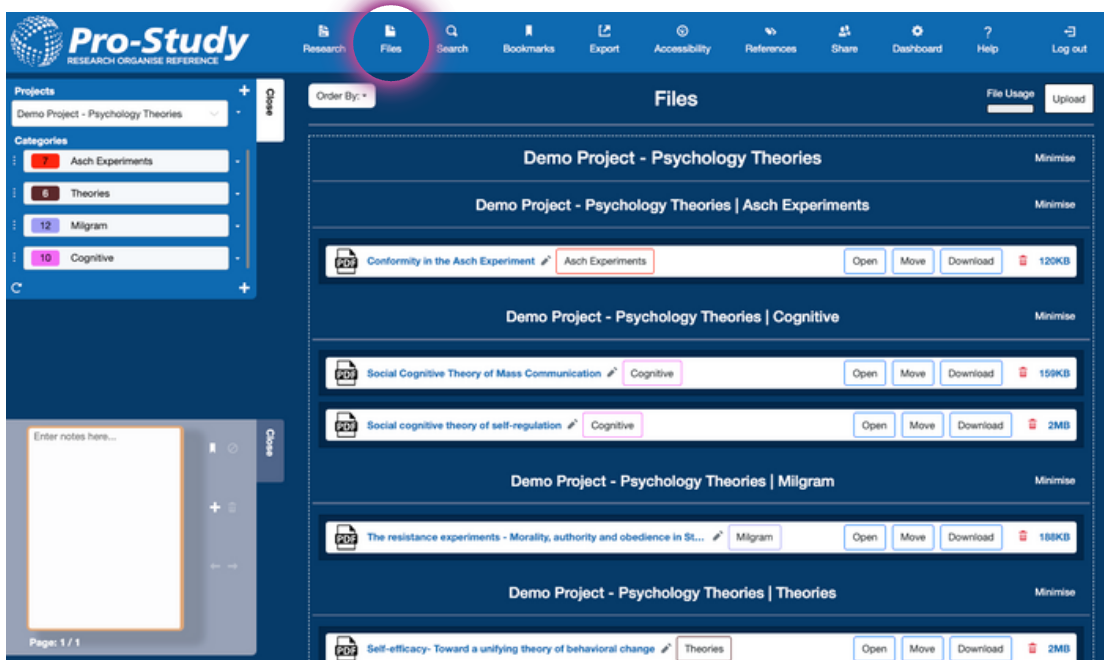 Pro-Study
RESEARCH ORGANISE REFERENCE
Research Files Search Bookmarks Export Accessibility References Share Dashboard Help Log out
Projects
Demo Project - Psychology Theories
Close
Categories
7 Asch Experiments
6 Theories
12 Milgram
10 Cognitive
Order By:
Files
File Usage
Upload
Demo Project - Psychology Theories Minimise
Demo Project - Psychology Theories | Asch Experiments Minimise
PDF Conformity in the Asch Experiment Asch Experiments Open Move Download 120KB
Demo Project - Psychology Theories | Cognitive Minimise
PDF Social Cognitive Theory of Mass Communication Cognitive Open Move Download 159KB
PDF Social cognitive theory of self-regulation Cognitive Open Move Download 2MB
Demo Project - Psychology Theories | Milgram Minimise
PDF The resistance experiments - Morality, authority and obedience in St... Milgram Open Move Download 188KB
Demo Project - Psychology Theories | Theories Minimise
PDF Self-efficacy- Toward a unifying theory of behavioral change Theories Open Move Download 2MB
Enter notes here...
Close
Page: 1 / 1